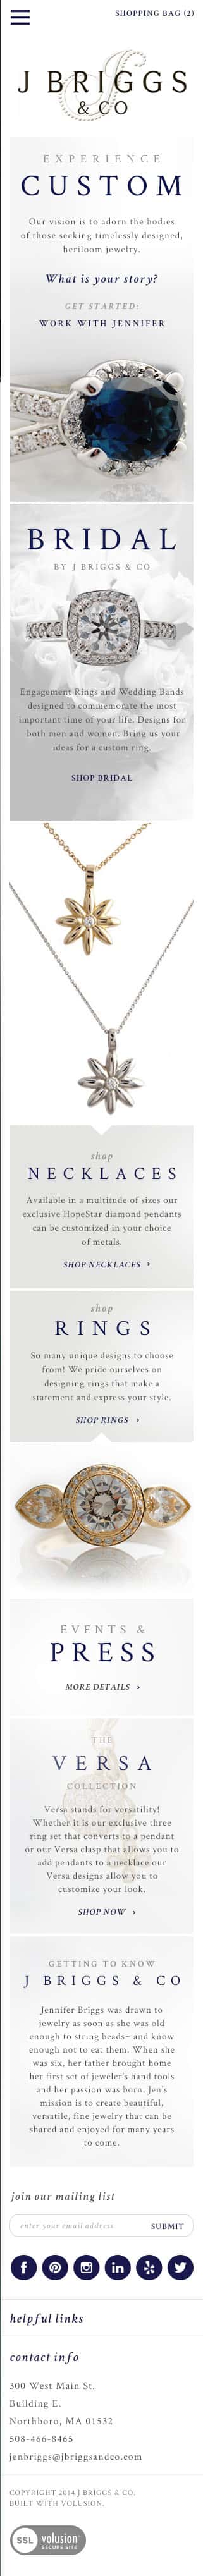 SHOPPING BAG (2)
J BRIGGS
& CO
EXPERIENCE
CUSTOM
Our vision is to adorn the bodies
of those seeking timelessly designed,
heriloom jewelry.
What is your story?
GET STARTED:
WORK WITH JENNIFER
BRIDAL
BY J BRIGGS & CO
Engagement Rings and Wedding Bands
designed to commemorate the most
important time of your life. Designs for
both men and women. Bring us your
ideas for a custom ring.
SHOP BRIDAL
shop
NECKLACES
Available in a multitude of sizes our
exclusive HopeStar diamond pendants
can be customized in your choice
of metals.
SHOP NECKLACES ›
shop
RINGS
So many unique designs to choose
from! We pride ourselves on
designing rings that make a
statement and express your style.
SHOP RINGS ›
EVENTS &
PRESS
MORE DETAILS ›
THE
VERSA
COLLECTION
Versa stands for versatility!
Whether it is our exclusive three
ring set that converts to a pendant
or our Versa clasp that allows you to
add pendants to a necklace our
Versa designs allow you to
customize your look.
SHOP NOW ›
GETTING TO KNOW
J BRIGGS & CO
Jennifer Briggs was drawn to
jewelry as soon as she was old
enough to string beads~ and know
enough not to eat them. When she
was six, her father brought home
her first set of jeweler's hand tools
and her passion was born. Jen's
mission is to create beautiful,
versatile, fine jewelry that can be
shared and enjoyed for many years
to come.
join our mailing list
enter your email address SUBMIT
helpful links
contact info
300 West Main St.
Building E.
Northboro, MA 01532
508-466-8465
jenbriggs@jbriggsandco.com
COPYRIGHT 2014 J BRIGGS & CO.
BUILT WITH VOLUSION.
SSL volusion
SECURE SITE